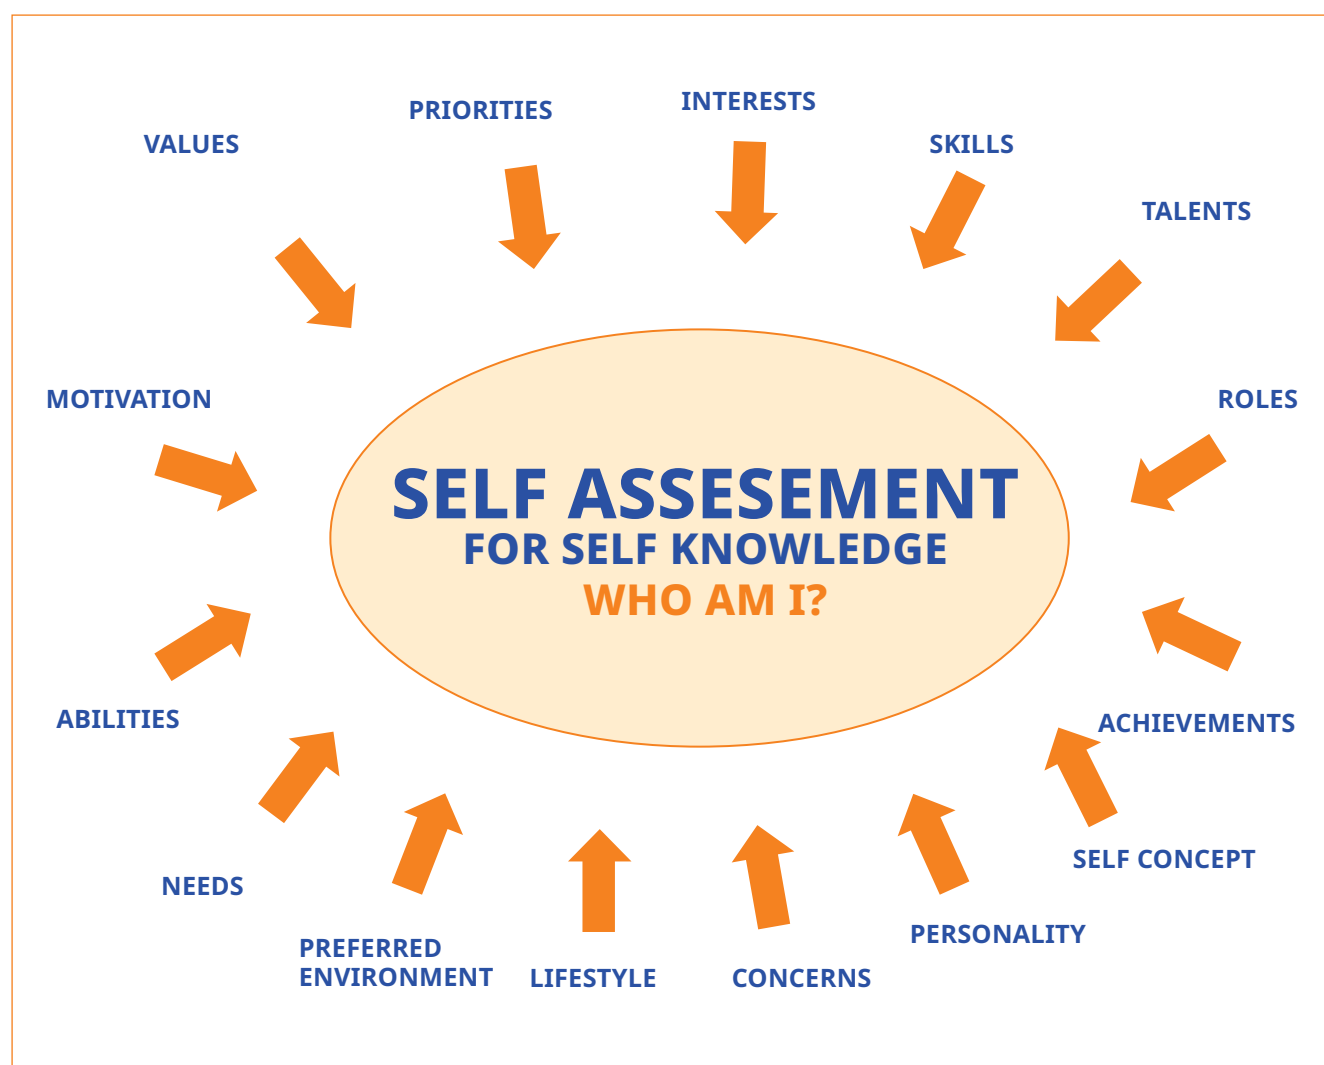 INTERESTS
PRIORITIES
VALUES
SKILLS
TALENTS
MOTIVATION
ROLES
SELF ASSESEMENT
FOR SELF KNOWLEDGE
WHO AM I?
ABILITIES
ACHIEVEMENTS
SELF CONCEPT
NEEDS
PERSONALITY
PREFERRED
ENVIRONMENT
LIFESTYLE
CONCERNS